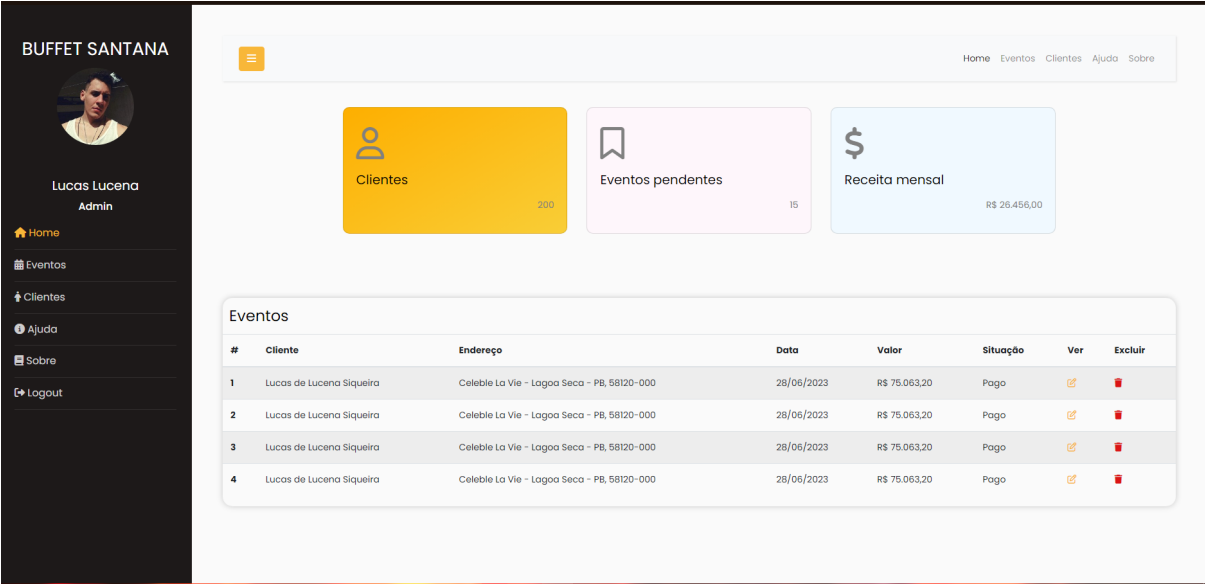 BUFFET SANTANA
Lucas Lucena
Admin
Home
Eventos
Clientes
Ajuda
Sobre
Logout
Home Eventos Clientes Ajuda Sobre
Clientes
200
Eventos pendentes
15
Receita mensal
R$ 26.456,00
Eventos
# Cliente Endereço Data Valor Situação Ver Excluir
1 Lucas de Lucena Siqueira Celeble La Vie - Lagoa Seca - PB, 58120-000 28/06/2023 R$ 75.063,20 Pago
2 Lucas de Lucena Siqueira Celeble La Vie - Lagoa Seca - PB, 58120-000 28/06/2023 R$ 75.063,20 Pago
3 Lucas de Lucena Siqueira Celeble La Vie - Lagoa Seca - PB, 58120-000 28/06/2023 R$ 75.063,20 Pago
4 Lucas de Lucena Siqueira Celeble La Vie - Lagoa Seca - PB, 58120-000 28/06/2023 R$ 75.063,20 Pago